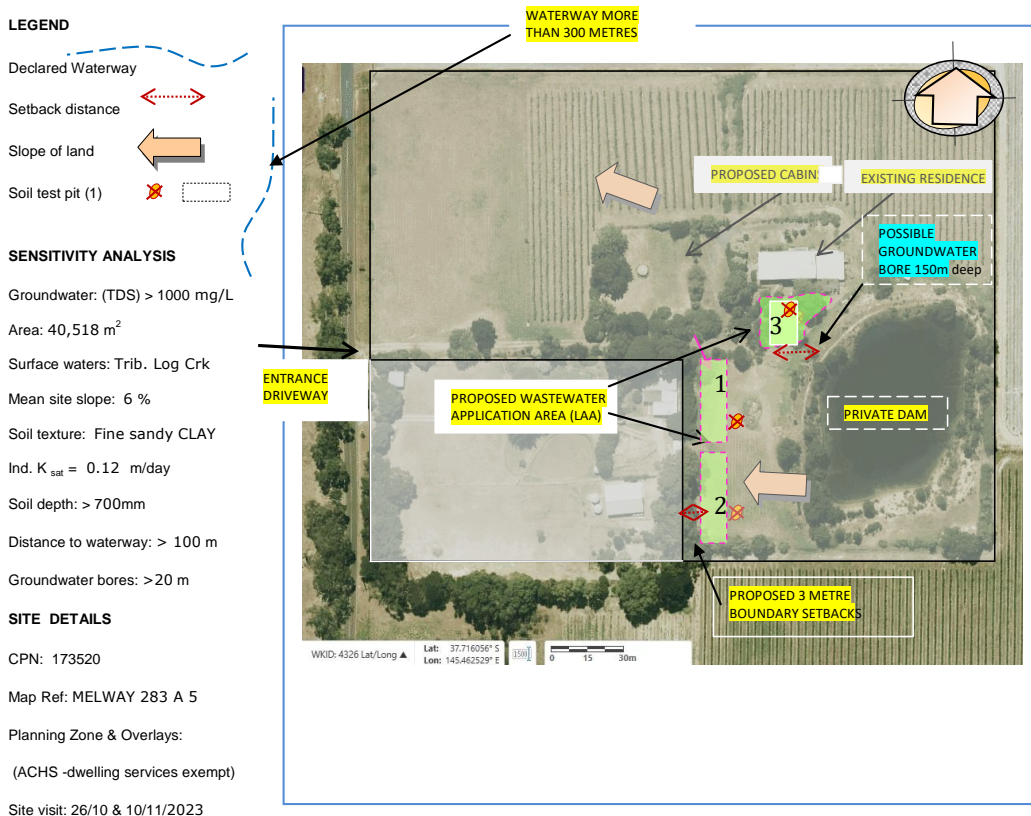 LEGEND
Declared Waterway
Setback distance
Slope of land
Soil test pit (1)
SENSITIVITY ANALYSIS
Groundwater: (TDS) > 1000 mg/L
Area: 40,518 m²
Surface waters: Trib. Log Crk
Mean site slope: 6 %
Soil texture: Fine sandy CLAY
Ind. K sat = 0.12 m/day
Soil depth: > 700mm
Distance to waterway: > 100 m
Groundwater bores: >20 m
SITE DETAILS
CPN: 173520
Map Ref: MELWAY 283 A 5
Planning Zone & Overlays:
(ACHS -dwelling services exempt)
Site visit: 26/10 & 10/11/2023
WATERWAY MORE
THAN 300 METRES
PROPOSED CABIN
EXISTING RESIDENCE
POSSIBLE
GROUNDWATER
BORE 150m deep
3
ENTRANCE
DRIVEWAY
1
PROPOSED WASTEWATER
APPLICATION AREA (LAA)
PRIVATE DAM
2
PROPOSED 3 METRE
BOUNDARY SETBACKS
WKID: 4326 Lat/Long
Lat: 37.716056° S
Lon: 145.462529° E
0 15 30m